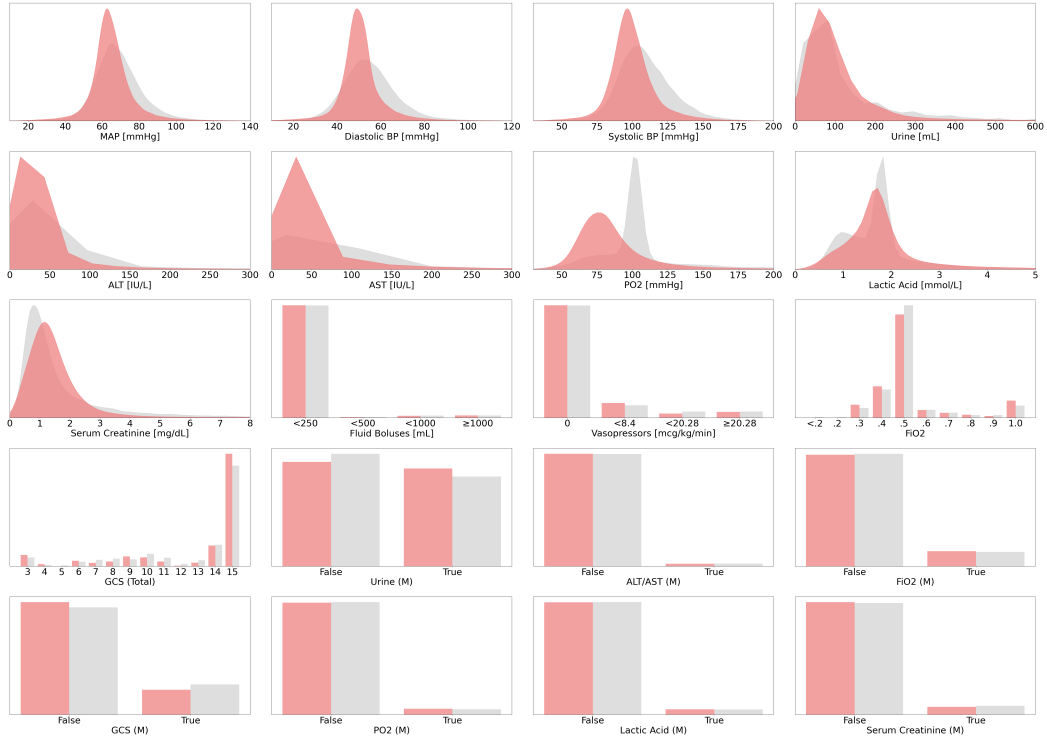 20 40 60 80 100 120 140
MAP [mmHg]
20 40 60 80 100 120
Diastolic BP [mmHg]
50 75 100 125 150 175 200
Systolic BP [mmHg]
0 100 200 300 400 500 600
Urine [mL]
0 50 100 150 200 250 300
ALT [IU/L]
0 50 100 150 200 250 300
AST [IU/L]
50 75 100 125 150 175 200
PO2 [mmHg]
0 1 2 3 4 5
Lactic Acid [mmol/L]
0 1 2 3 4 5 6 7 8
Serum Creatinine [mg/dL]
<250 <500 <1000 ≥1000
Fluid Boluses [mL]
0 <8.4 <20.28 ≥20.28
Vasopressors [mcg/kg/min]
<.2 .2 .3 .4 .5 .6 .7 .8 .9 1.0
FiO2
3 4 5 6 7 8 9 10 11 12 13 14 15
GCS (Total)
False True
Urine (M)
False True
ALT/AST (M)
False True
FiO2 (M)
False True
GCS (M)
False True
PO2 (M)
False True
Lactic Acid (M)
False True
Serum Creatinine (M)